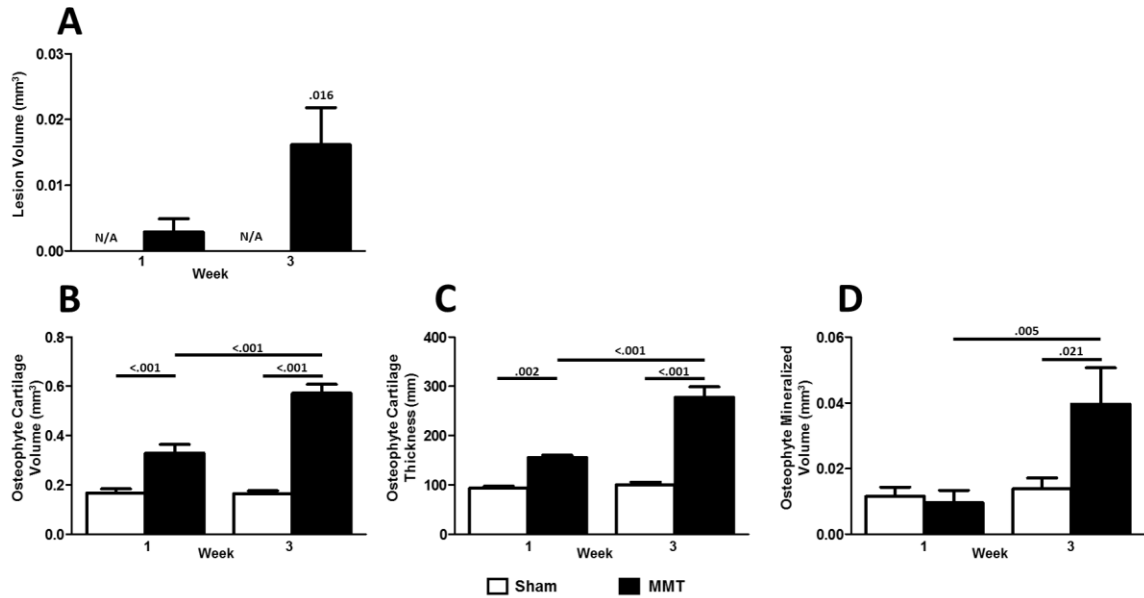 A
Lesion Volume (mm³)
0.03
0.02
0.01
0.00
N/A
N/A
.016
1
3
Week
B
Osteophyte Cartilage
Volume (mm³)
0.8
0.6
0.4
0.2
0.0
<.001
<.001
<.001
1
3
Week
C
Osteophyte Cartilage
Thickness (mm)
400
300
200
100
0
<.001
.002
<.001
1
3
Week
D
Osteophyte Mineralized
Volume (mm³)
0.06
0.04
0.02
0.00
.005
.021
1
3
Week
Sham
MMT